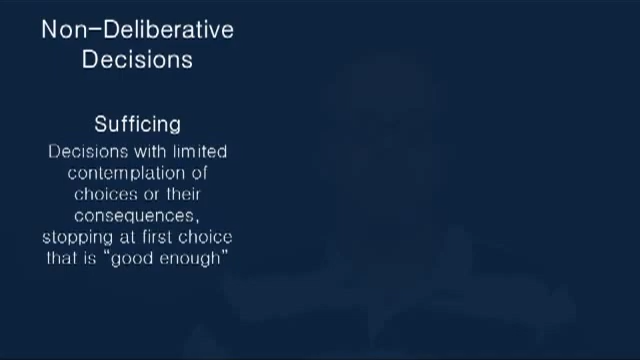 Non-Deliberative
Decisions
Sufficing
Decisions with limited
contemplation of
choices or their
consequences,
stopping at first choice
that is “good enough”